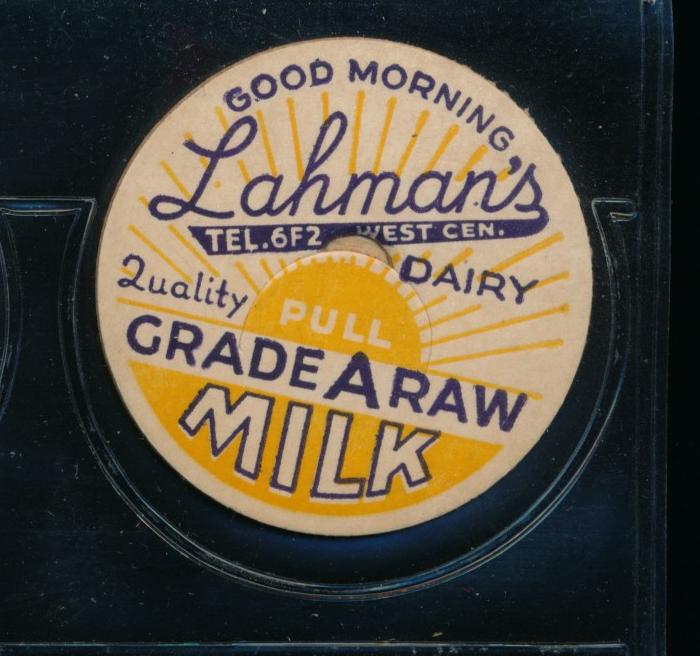 GOOD MORNING
Lahman's
TEL.6F2 WEST CEN.
DAIRY
Quality
PULL
GRADE A RAW
MILK